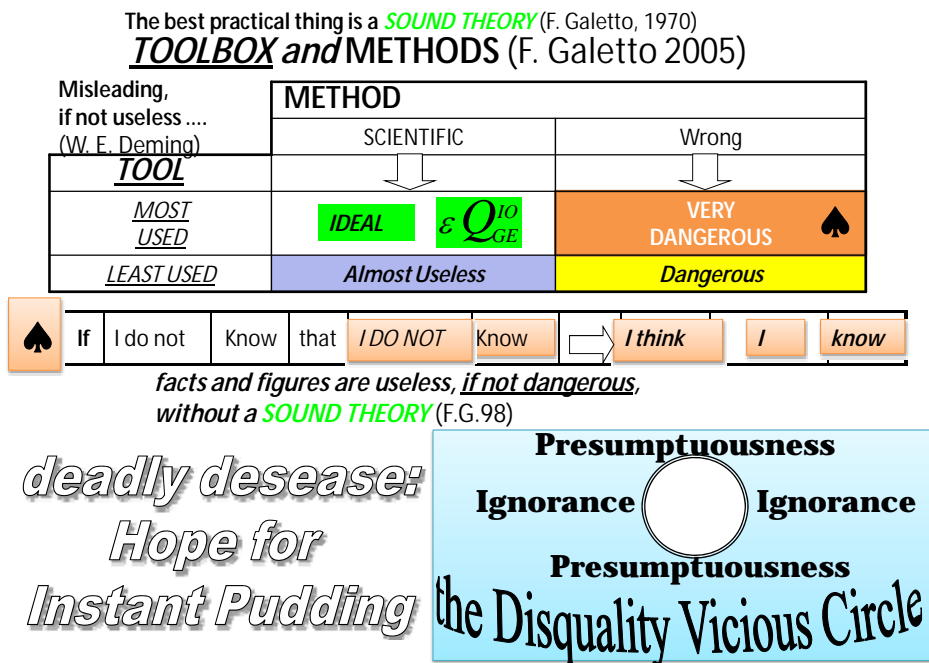 The best practical thing is a SOUND THEORY (F. Galetto, 1970)
TOOLBOX and METHODS (F. Galetto 2005)
Misleading,
if not useless ....
(W. E. Deming)
METHOD
SCIENTIFIC Wrong
TOOL
MOST
USED
IDEAL ε Q IO GE
VERY
DANGEROUS ♠
LEAST USED Almost Useless Dangerous
♠ If I do not Know that I DO NOT Know I think I know
facts and figures are useless, if not dangerous,
without a SOUND THEORY (F.G.98)
deadly desease:
Hope for
Instant Pudding
Presumptuousness
Ignorance Ignorance
Presumptuousness
the Disquality Vicious Circle